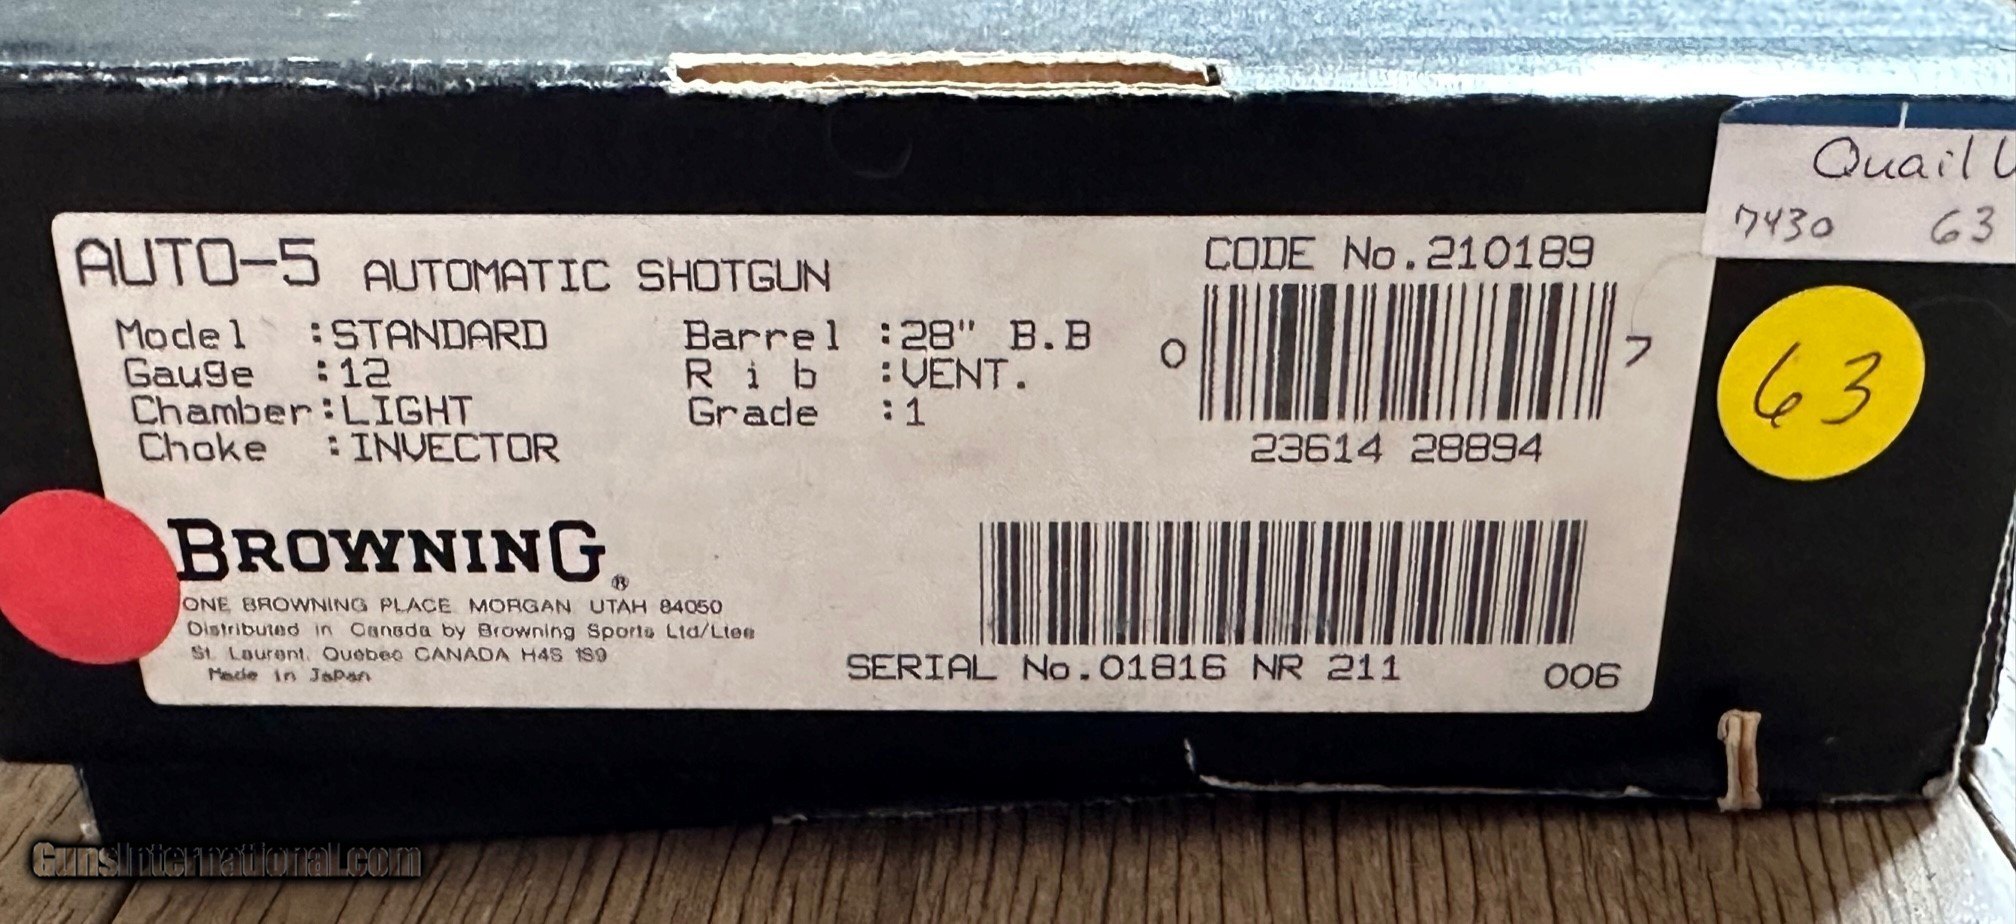 Quail
7430 63
AUTO-5 AUTOMATIC SHOTGUN
CODE No.210189
Model :STANDARD Barrel :28" B.B
Gauge :12 R i b :VENT.
Chamber:LIGHT Grade :1
Choke :INVECTOR
0 7
23614 28894
63
BROWNING®
ONE BROWNING PLACE MORGAN UTAH 84050
Distributed in Canada by Browning Sports Ltd/Ltee
St. Laurent, Quebec CANADA H4S 1S9
Made in Japan
SERIAL No.01816 NR 211 006
GunsInternational.com